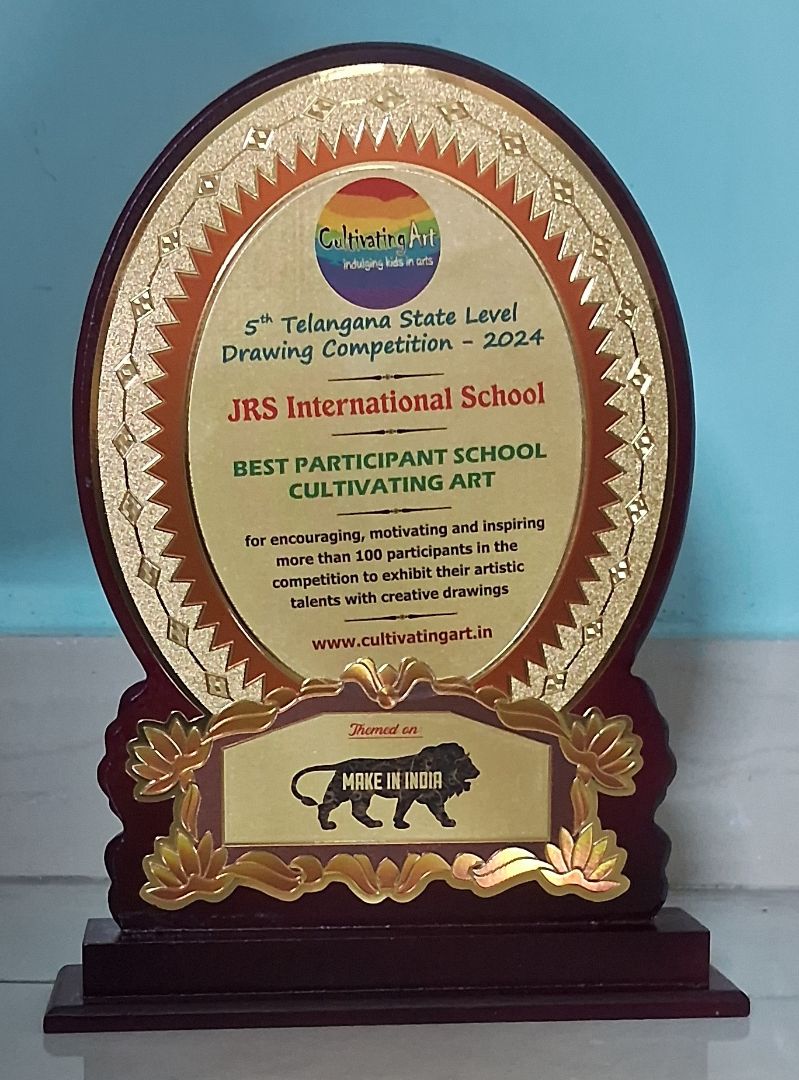 Cultivating Art
indulging kids in arts
5th Telangana State Level
Drawing Competition - 2024
JRS International School
BEST PARTICIPANT SCHOOL
CULTIVATING ART
for encouraging, motivating and inspiring
more than 100 participants in the
competition to exhibit their artistic
talents with creative drawings
www.cultivatingart.in
Themed on
MAKE IN INDIA